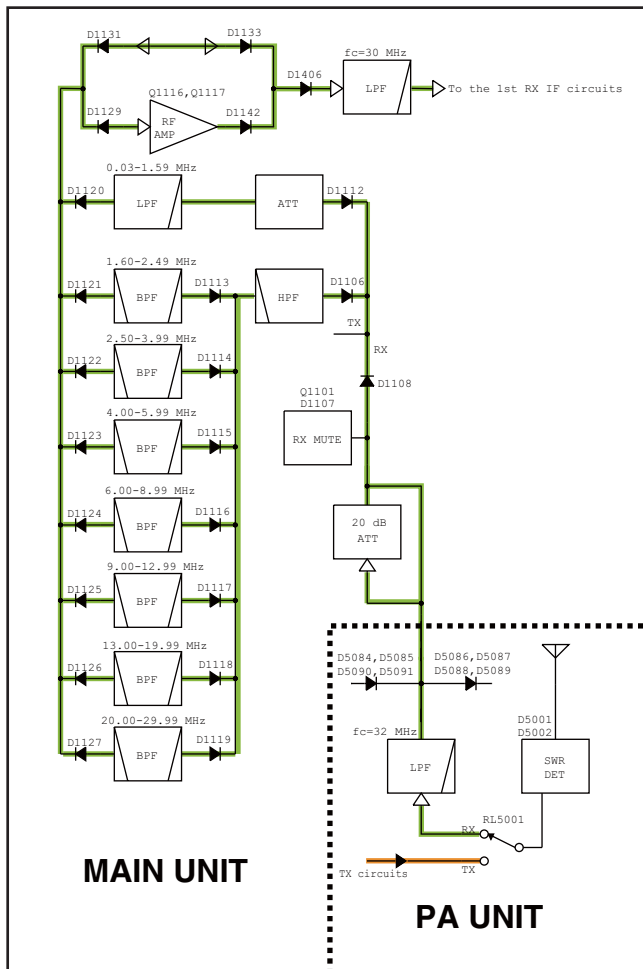 D1131
D1133
fc=30 MHz
Q1116,Q1117
D1406
LPF
To the 1st RX IF circuits
D1129
RF
AMP
D1142
0.03-1.59 MHz
D1120
LPF
ATT
D1112
1.60-2.49 MHz
D1121
BPF
D1113
HPF
D1106
TX
RX
2.50-3.99 MHz
D1122
BPF
D1114
D1108
Q1101
D1107
RX MUTE
4.00-5.99 MHz
D1123
BPF
D1115
6.00-8.99 MHz
D1124
BPF
D1116
20 dB
ATT
9.00-12.99 MHz
D1125
BPF
D1117
13.00-19.99 MHz
D1126
BPF
D1118
20.00-29.99 MHz
D1127
BPF
D1119
D5084,D5085
D5090,D5091
D5086,D5087
D5088,D5089
fc=32 MHz
LPF
D5001
D5002
SWR
DET
RL5001
RX
TX
TX circuits
MAIN UNIT
PA UNIT